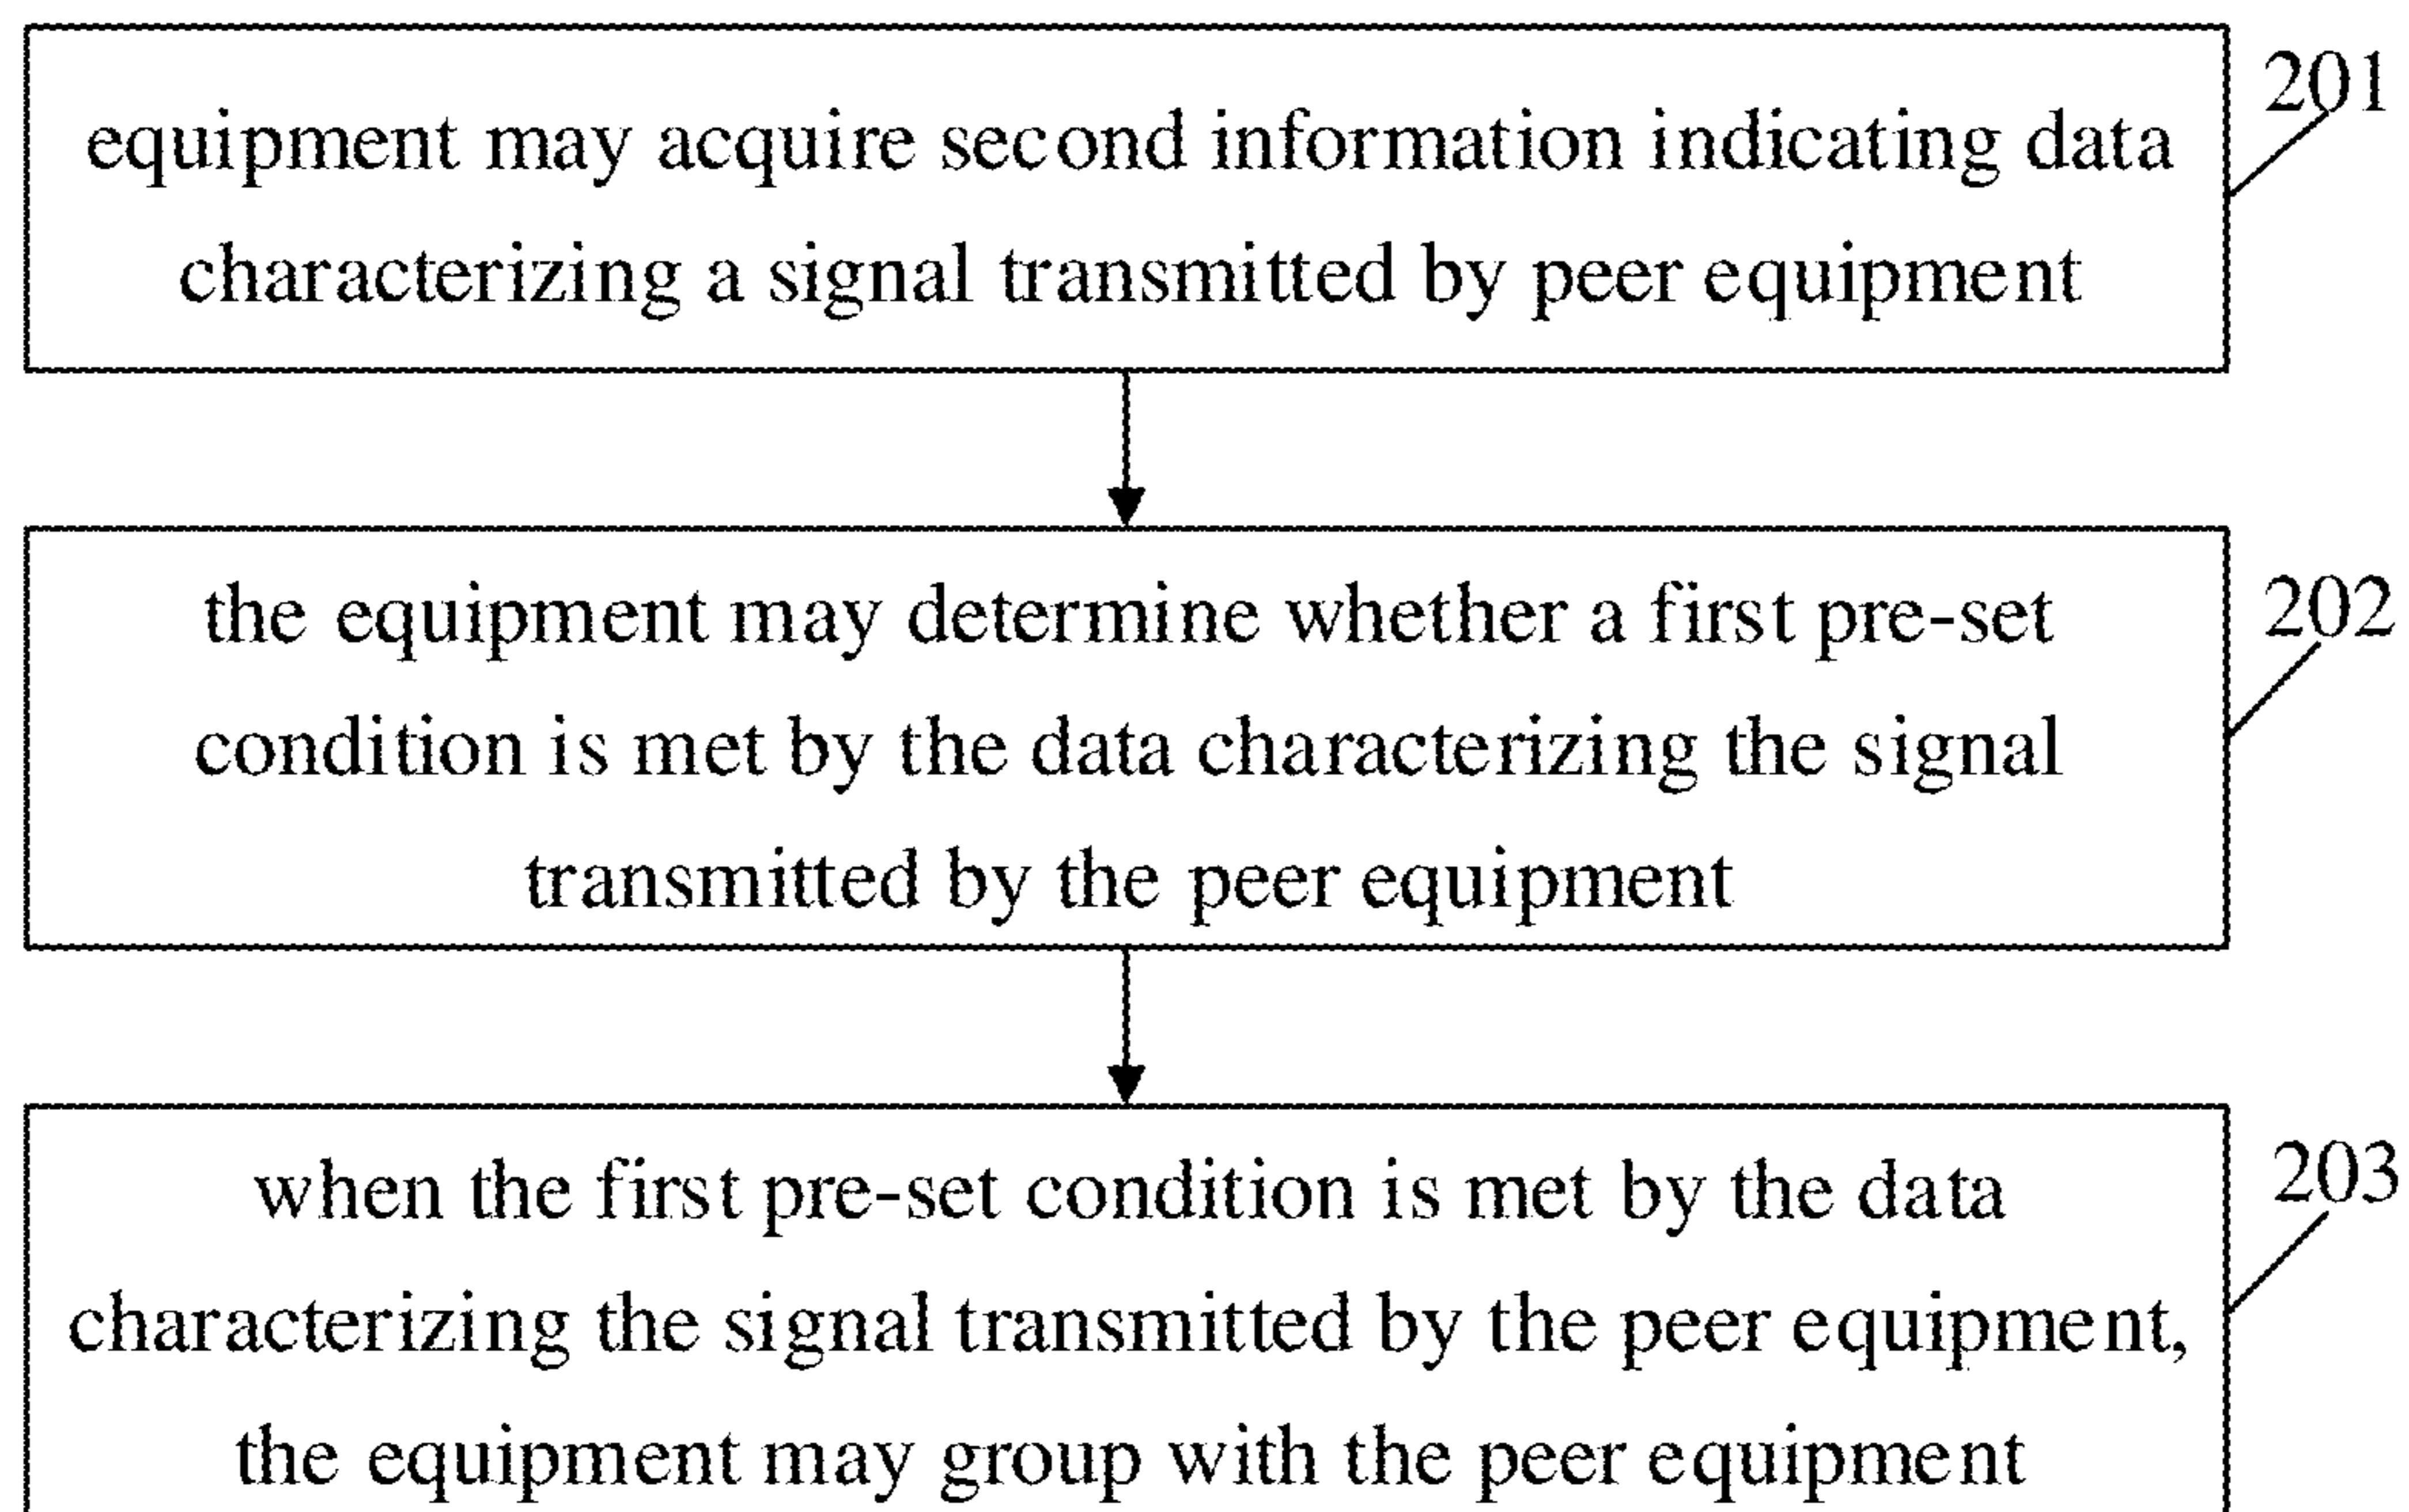 equipment may acquire second information indicating data
characterizing a signal transmitted by peer equipment
201
the equipment may determine whether a first pre-set
condition is met by the data characterizing the signal
transmitted by the peer equipment
202
when the first pre-set condition is met by the data
characterizing the signal transmitted by the peer equipment,
the equipment may group with the peer equipment
203